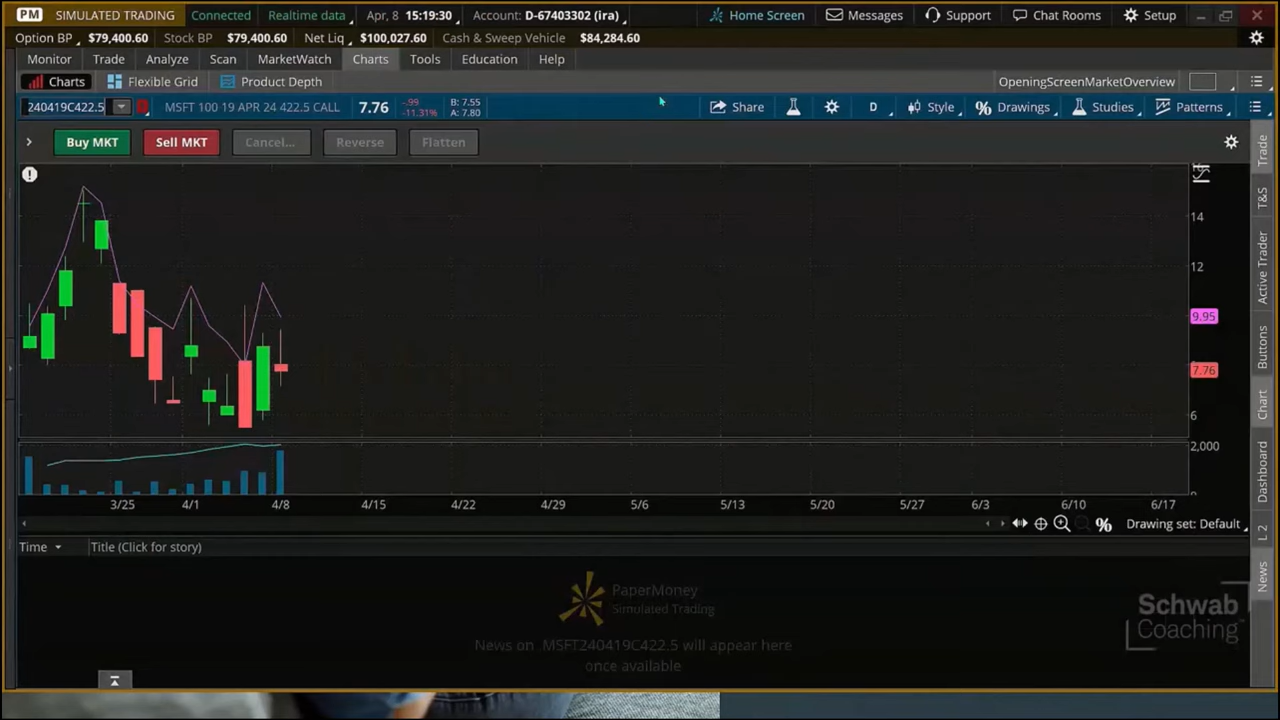 PM SIMULATED TRADING Connected Realtime data Apr, 8 15:19:30 Account: D-67403302 (ira) Home Screen Messages Support Chat Rooms Setup
Option BP $79,400.60 Stock BP $79,400.60 Net Liq $100,027.60 Cash & Sweep Vehicle $84,284.60
Monitor Trade Analyze Scan MarketWatch Charts Tools Education Help
Charts Flexible Grid Product Depth OpeningScreenMarketOverview
240419C422.5 MSFT 100 19 APR 24 422.5 CALL 7.76 -.99 -11.31% B: 7.55 A: 7.80 Share D Style Drawings Studies Patterns
Buy MKT Sell MKT Cancel... Reverse Flatten
14
12
9.95
7.76
6
2,000
3/25 4/1 4/8 4/15 4/22 4/29 5/6 5/13 5/20 5/27 6/3 6/10 6/17
Drawing set: Default
Time Title (Click for story)
PaperMoney
Simulated Trading
News on MSFT240419C422.5 will appear here
once available
Schwab
Coaching
Trade
T&S
Active Trader
Buttons
Chart
Dashboard
L 2
News